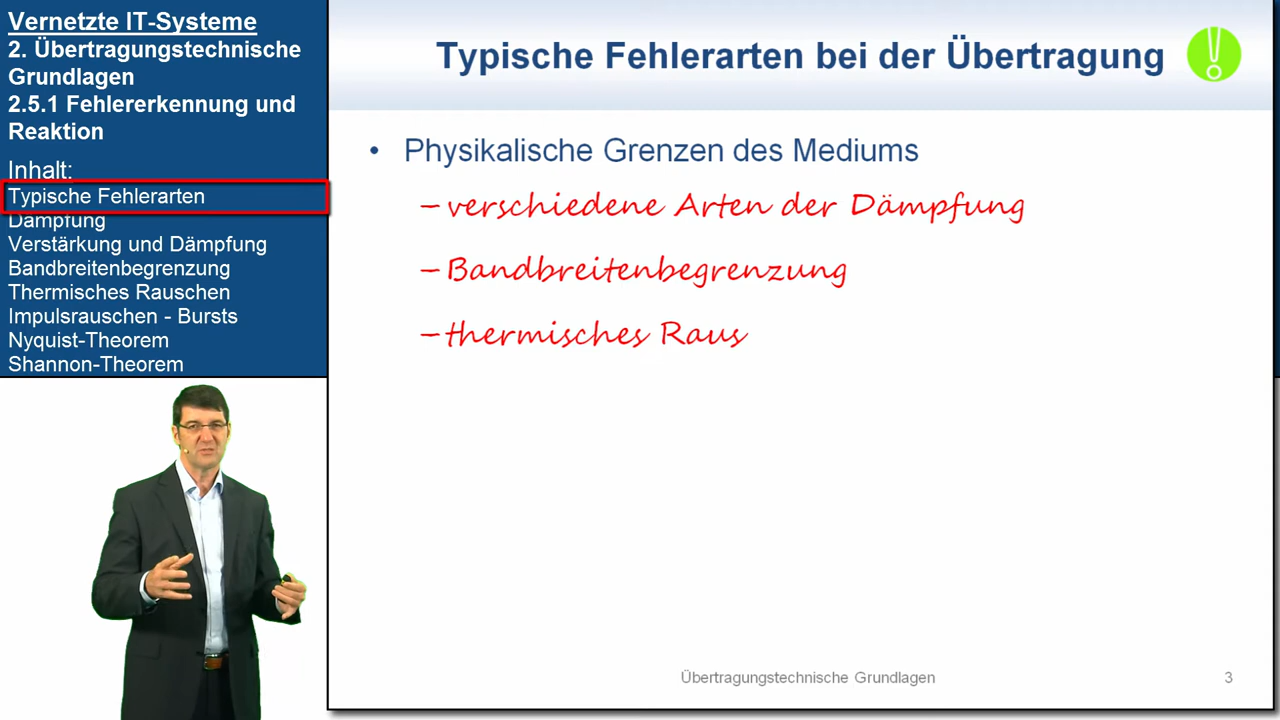 Vernetzte IT-Systeme
2. Übertragungstechnische
Grundlagen
2.5.1 Fehlererkennung und
Reaktion
Inhalt:
Typische Fehlerarten
Dämpfung
Verstärkung und Dämpfung
Bandbreitenbegrenzung
Thermisches Rauschen
Impulsrauschen - Bursts
Nyquist-Theorem
Shannon-Theorem
Typische Fehlerarten bei der Übertragung
• Physikalische Grenzen des Mediums
– verschiedene Arten der Dämpfung
– Bandbreitenbegrenzung
– thermisches Raus
Übertragungstechnische Grundlagen 3